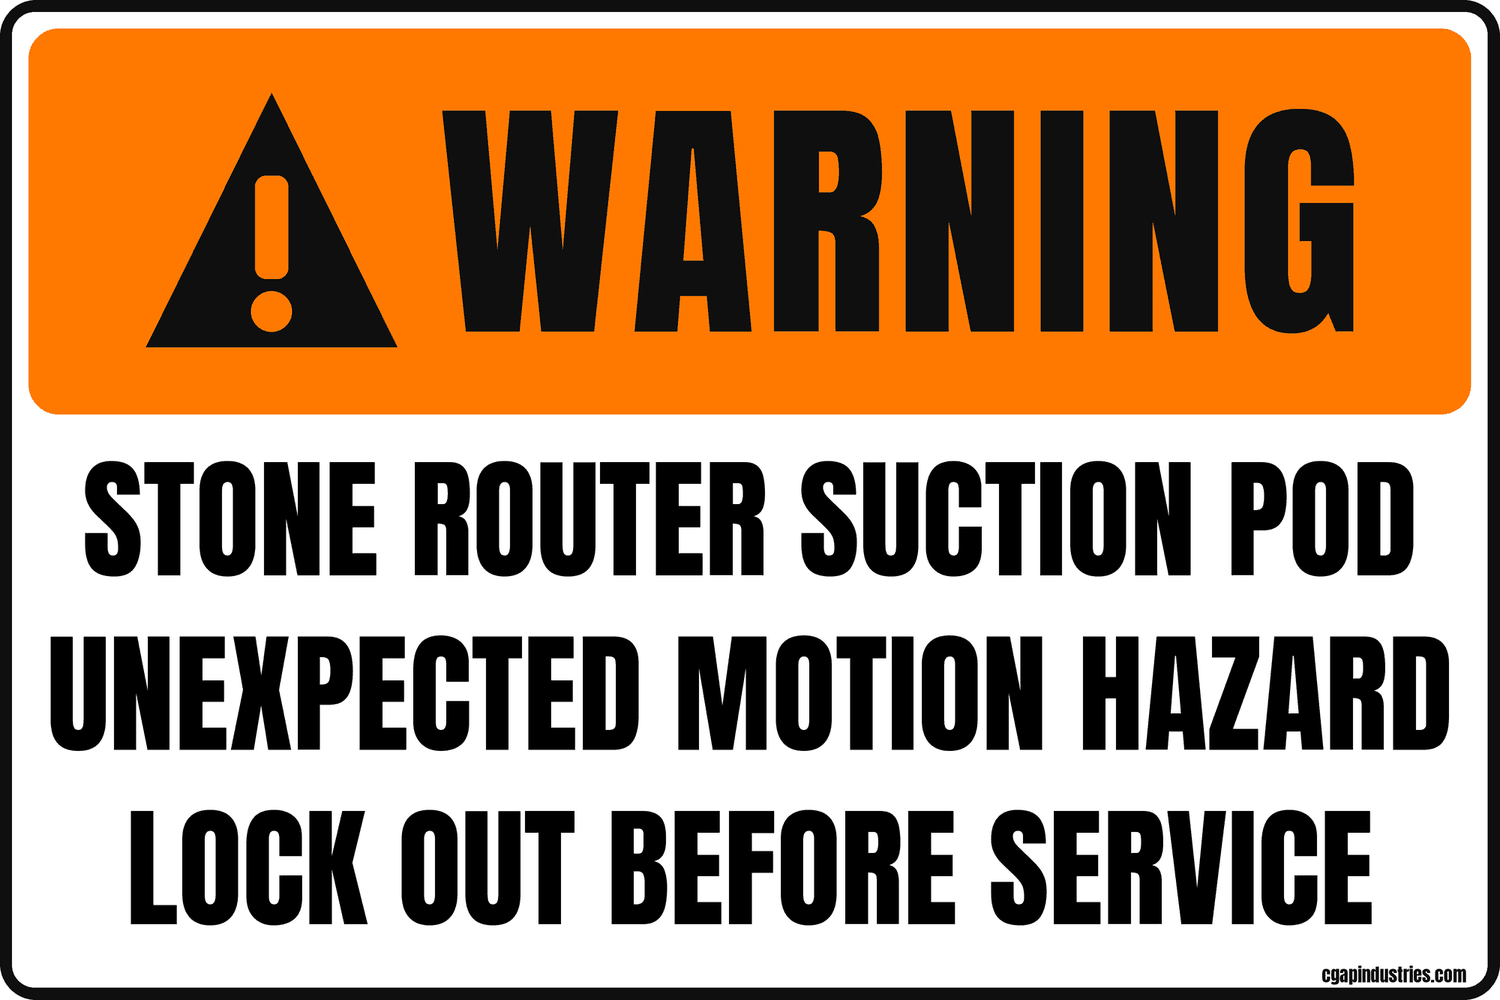 WARNING
STONE ROUTER SUCTION POD
UNEXPECTED MOTION HAZARD
LOCK OUT BEFORE SERVICE
cgapindustries.com